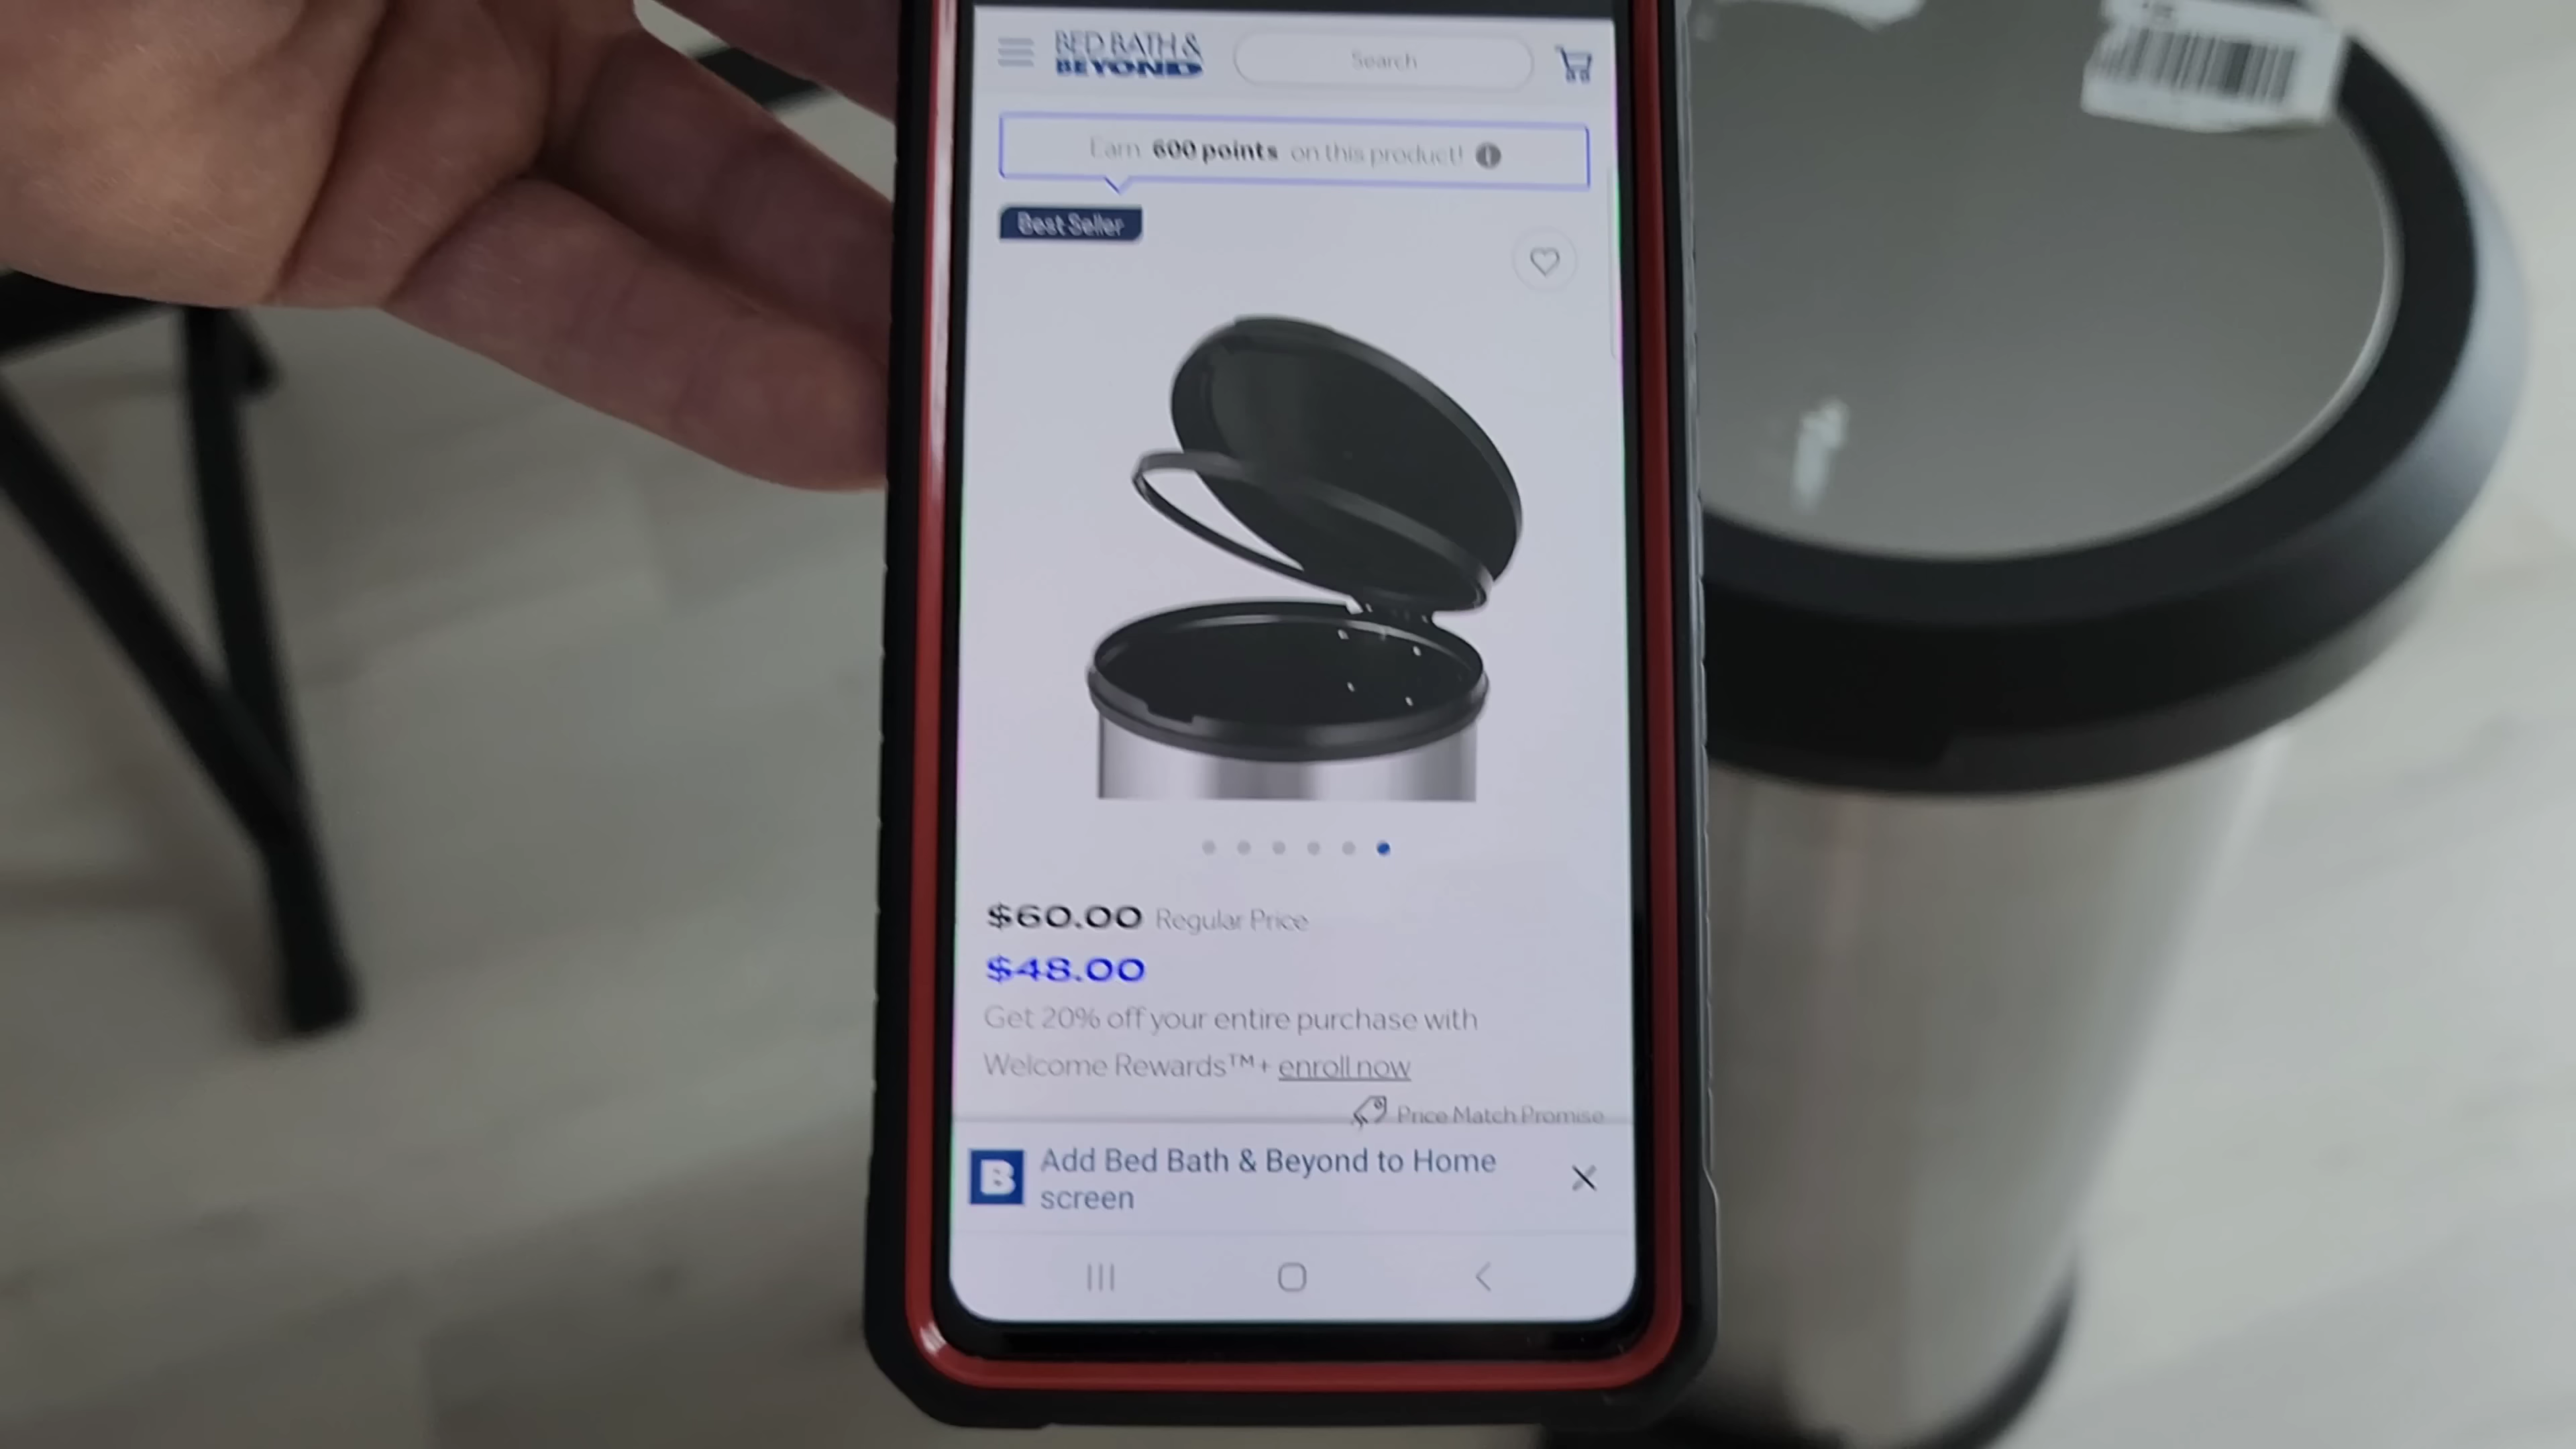 BED BATH &
BEYOND
Search
Earn 600 points on this product!
Best Seller
$60.00 Regular Price
$48.00
Get 20% off your entire purchase with
Welcome Rewards™+ enroll now
Price Match Promise
B
Add Bed Bath & Beyond to Home
screen